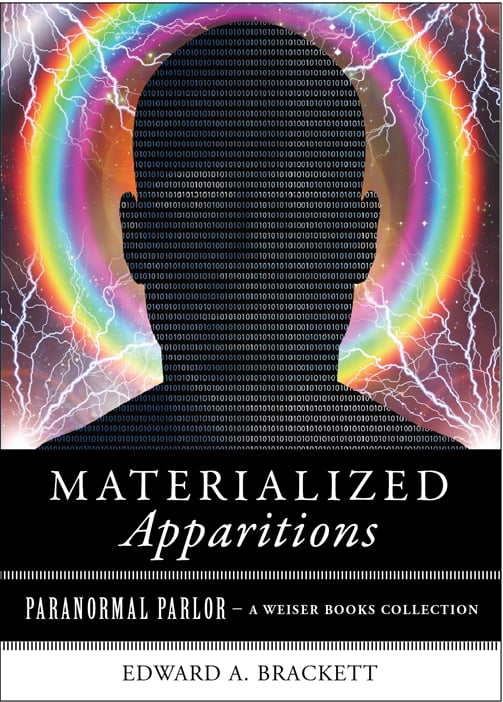 MATERIALIZED
Apparitions
PARANORMAL PARLOR – A WEISER BOOKS COLLECTION
EDWARD A. BRACKETT